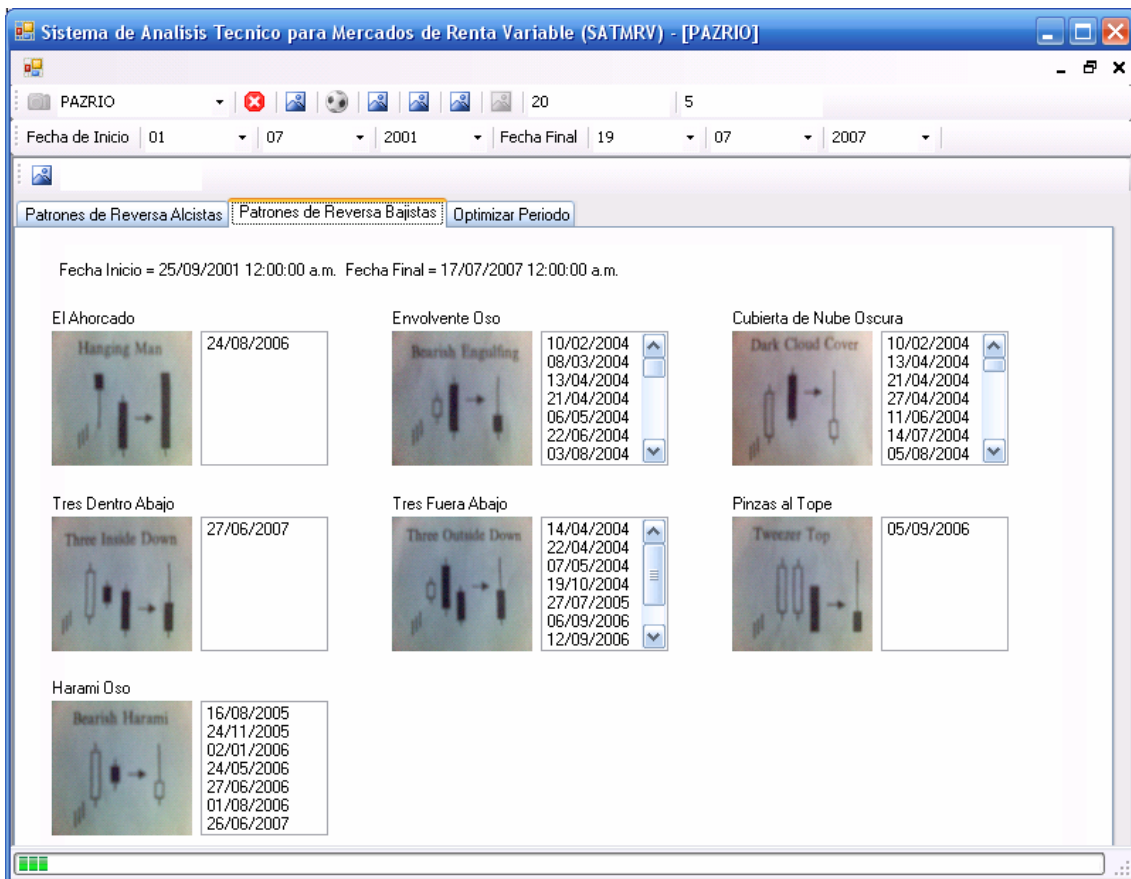 Sistema de Analisis Tecnico para Mercados de Renta Variable (SATMRV) - [PAZRIO]
PAZRIO 20 5
Fecha de Inicio 01 07 2001 Fecha Final 19 07 2007
Patrones de Reversa Alcistas Patrones de Reversa Bajistas Optimizar Periodo
Fecha Inicio = 25/09/2001 12:00:00 a.m. Fecha Final = 17/07/2007 12:00:00 a.m.
El Ahorcado
Hanging Man
24/08/2006
Envolvente Oso
Bearish Engulfing
10/02/2004
08/03/2004
13/04/2004
21/04/2004
06/05/2004
22/06/2004
03/08/2004
Cubierta de Nube Oscura
Dark Cloud Cover
10/02/2004
13/04/2004
21/04/2004
27/04/2004
11/06/2004
14/07/2004
05/08/2004
Tres Dentro Abajo
Three Inside Down
27/06/2007
Tres Fuera Abajo
Three Outside Down
14/04/2004
22/04/2004
07/05/2004
19/10/2004
27/07/2005
06/09/2006
12/09/2006
Pinzas al Tope
Tweezer Top
05/09/2006
Harami Oso
Bearish Harami
16/08/2005
24/11/2005
02/01/2006
24/05/2006
27/06/2006
01/08/2006
26/06/2007